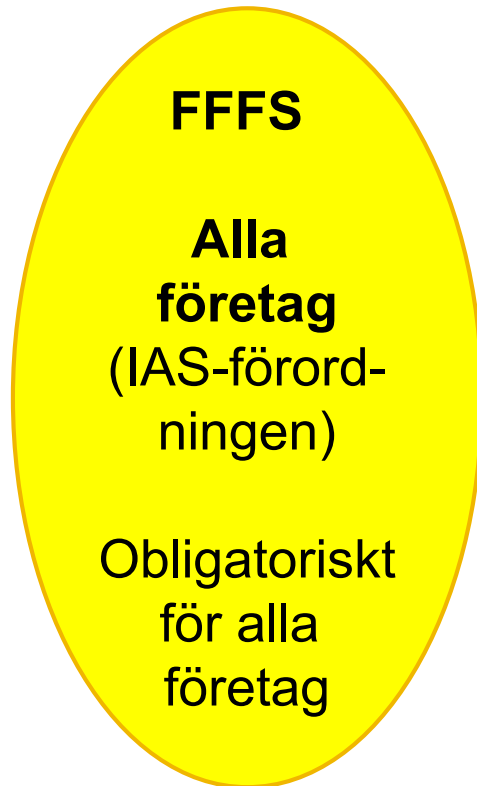 FFFS
Alla
företag
(IAS-förord-
ningen)
Obligatoriskt
för alla
företag